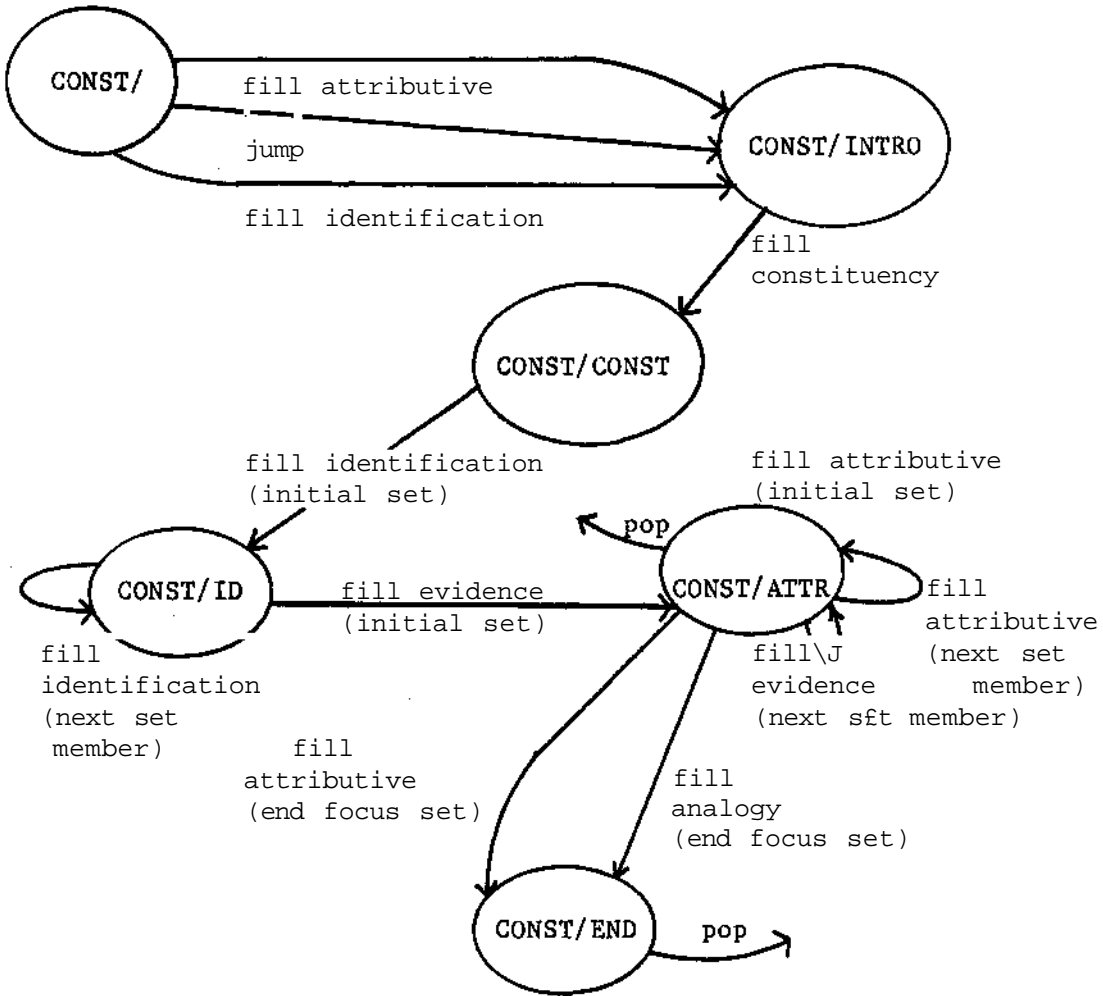 CONST/
fill attributive
jump
fill identification
CONST/INTRO
fill
constituency
CONST/CONST
fill identification
(initial set)
fill attributive
(initial set)
pop
CONST/ID
fill evidence
(initial set)
CONST/ATTR
fill
attributive
(next set
member)
fill\J
evidence
(next sft member)
fill
identification
(next set
member)
fill
attributive
(end focus set)
fill
analogy
(end focus set)
CONST/END
pop